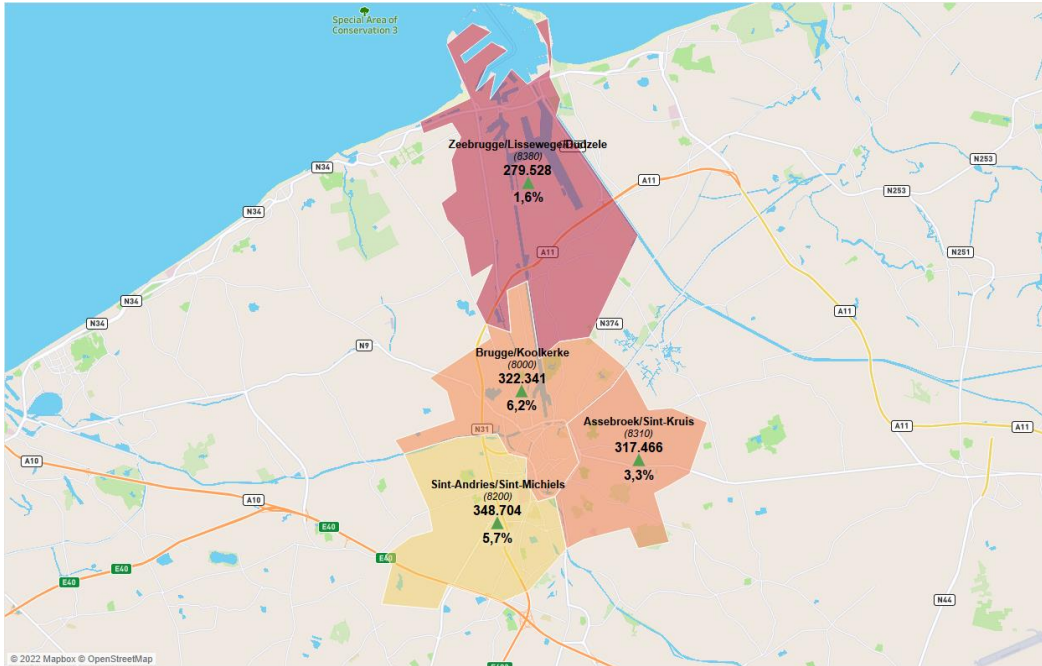 Special Area of
Conservation 3
Zeebrugge/Lissewege/Dudzele
(8380)
279.528
1,6%
N34
N253
A11
N253
N34
N251
A11
N34
N374
A11
N34
N9
Brugge/Koolkerke
(8000)
322.341
6,2%
Assebroek/Sint-Kruis
(8310)
317.466
3,3%
N31
A11
A11
A10
Sint-Andries/Sint-Michiels
(8200)
348.704
5,7%
A10
E40
E40
E40
E40
N44
© 2022 Mapbox © OpenStreetMap